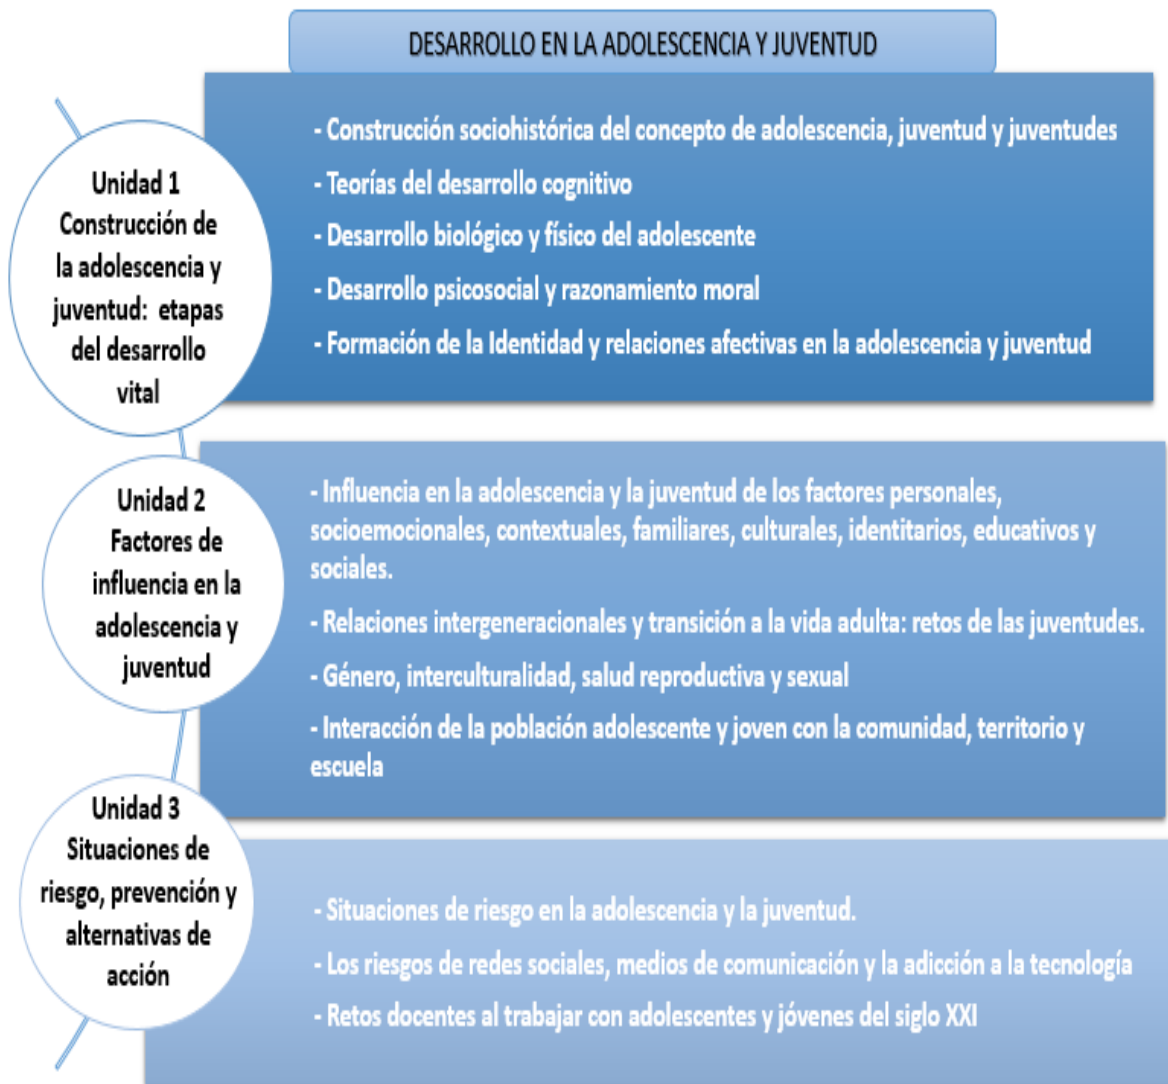 DESARROLLO EN LA ADOLESCENCIA Y JUVENTUD
Unidad 1
Construcción de
la adolescencia y
juventud: etapas
del desarrollo
vital
- Construcción sociohistórica del concepto de adolescencia, juventud y juventudes
- Teorías del desarrollo cognitivo
- Desarrollo biológico y físico del adolescente
- Desarrollo psicosocial y razonamiento moral
- Formación de la Identidad y relaciones afectivas en la adolescencia y juventud
Unidad 2
Factores de
influencia en la
adolescencia y
juventud
- Influencia en la adolescencia y la juventud de los factores personales,
socioemocionales, contextuales, familiares, culturales, identitarios, educativos y
sociales.
- Relaciones intergeneracionales y transición a la vida adulta: retos de las juventudes.
- Género, interculturalidad, salud reproductiva y sexual
- Interacción de la población adolescente y joven con la comunidad, territorio y
escuela
Unidad 3
Situaciones de
riesgo, prevención y
alternativas de
acción
- Situaciones de riesgo en la adolescencia y la juventud.
- Los riesgos de redes sociales, medios de comunicación y la adicción a la tecnología
- Retos docentes al trabajar con adolescentes y jóvenes del siglo XXI